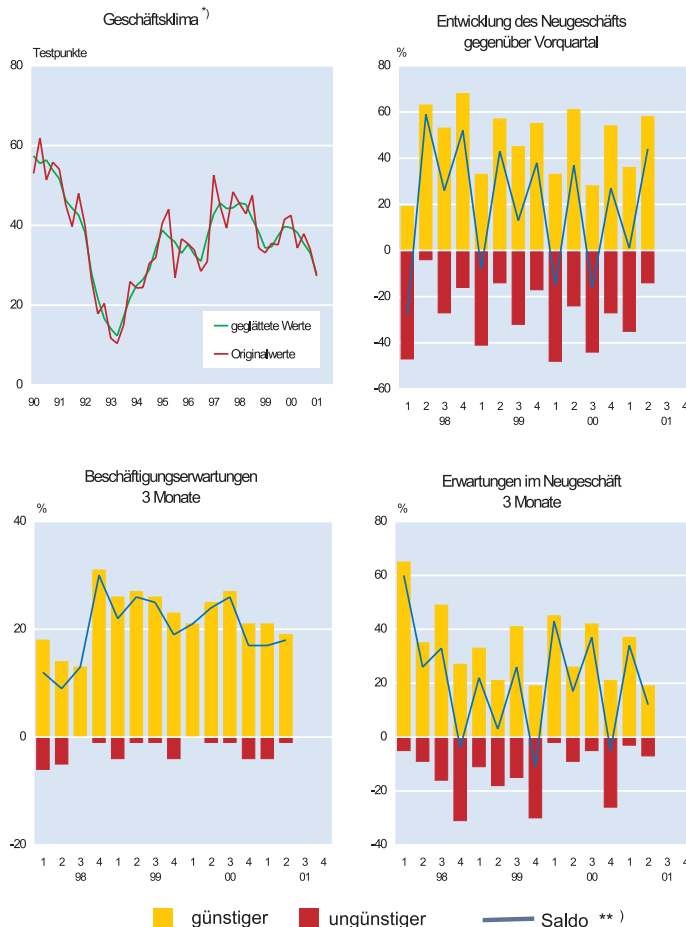 Geschäftsklima *)
Testpunkte
80
60
40
20
0
geglättete Werte
Originalwerte
90 91 92 93 94 95 96 97 98 99 00 01
Entwicklung des Neugeschäfts
gegenüber Vorquartal
%
80
60
40
20
0
-20
-40
-60
1 2 3 4 1 2 3 4 1 2 3 4 1 2 3 4
98 99 00 01
Beschäftigungserwartungen
3 Monate
%
40
20
0
-20
1 2 3 4 1 2 3 4 1 2 3 4 1 2 3 4
98 99 00 01
Erwartungen im Neugeschäft
3 Monate
%
80
60
40
20
0
-20
-40
1 2 3 4 1 2 3 4 1 2 3 4 1 2 3 4
98 99 00 01
günstiger ungünstiger Saldo **)